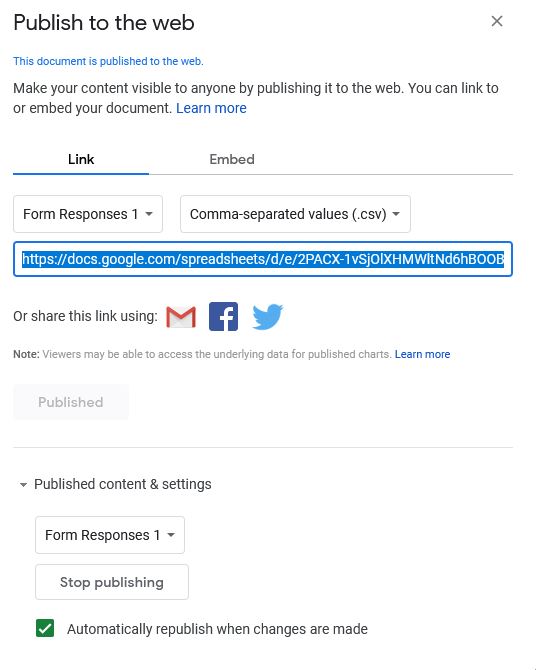 Publish to the web
This document is published to the web.
Make your content visible to anyone by publishing it to the web. You can link to
or embed your document. Learn more
Link Embed
Form Responses 1 Comma-separated values (.csv)
https://docs.google.com/spreadsheets/d/e/2PACX-1vSjOlXHMWltNd6hBOOB
Or share this link using:
Note: Viewers may be able to access the underlying data for published charts. Learn more
Published
Published content & settings
Form Responses 1
Stop publishing
Automatically republish when changes are made